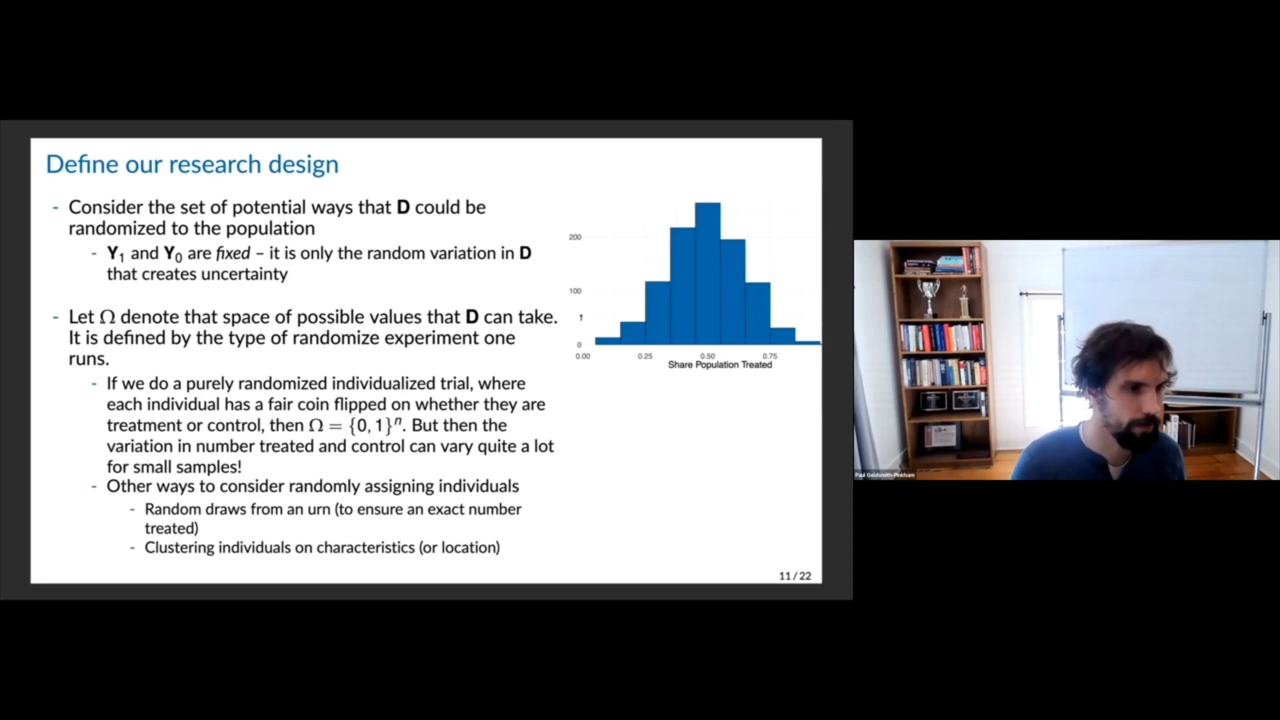 Define our research design
- Consider the set of potential ways that D could be
randomized to the population
- Y₁ and Y₀ are fixed – it is only the random variation in D
that creates uncertainty
- Let Ω denote that space of possible values that D can take.
It is defined by the type of randomize experiment one
runs.
- If we do a purely randomized individualized trial, where
each individual has a fair coin flipped on whether they are
treatment or control, then Ω = {0, 1}ⁿ. But then the
variation in number treated and control can vary quite a lot
for small samples!
- Other ways to consider randomly assigning individuals
- Random draws from an urn (to ensure an exact number
treated)
- Clustering individuals on characteristics (or location)
200
100
1
0
0.00 0.25 0.50 0.75
Share Population Treated
11 / 22
Paul Goldsmith-Pinkham